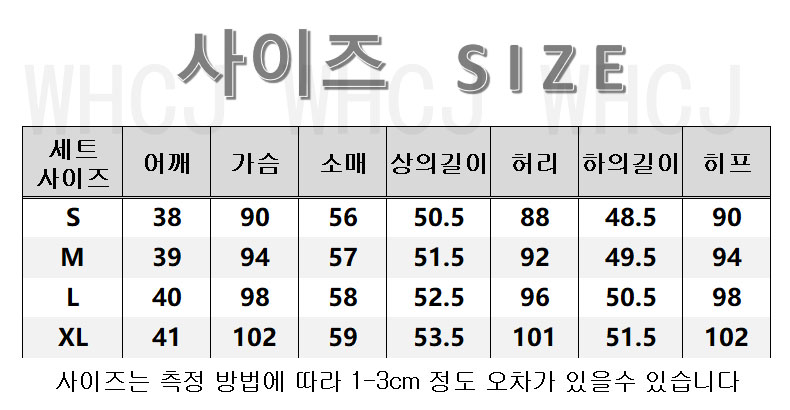 사이즈 SIZE
WHCJ WHCJ WHCJ
세트 사이즈 어깨 가슴 소매 상의길이 허리 하의길이 히프
S 38 90 56 50.5 88 48.5 90
M 39 94 57 51.5 92 49.5 94
L 40 98 58 52.5 96 50.5 98
XL 41 102 59 53.5 101 51.5 102
사이즈는 측정 방법에 따라 1-3cm 정도 오차가 있을수 있습니다